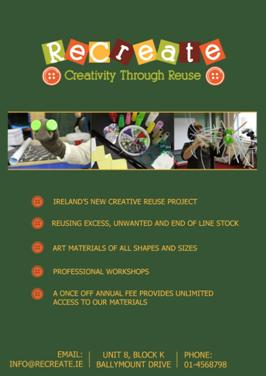 ReCreate
Creativity Through Reuse
IRELAND'S NEW CREATIVE REUSE PROJECT
REUSING EXCESS, UNWANTED AND END OF LINE STOCK
ART MATERIALS OF ALL SHAPES AND SIZES
PROFESSIONAL WORKSHOPS
A ONCE OFF ANNUAL FEE PROVIDES UNLIMITED
ACCESS TO OUR MATERIALS
EMAIL:
INFO@RECREATE.IE
UNIT 8, BLOCK K
BALLYMOUNT DRIVE
PHONE:
01-4568798